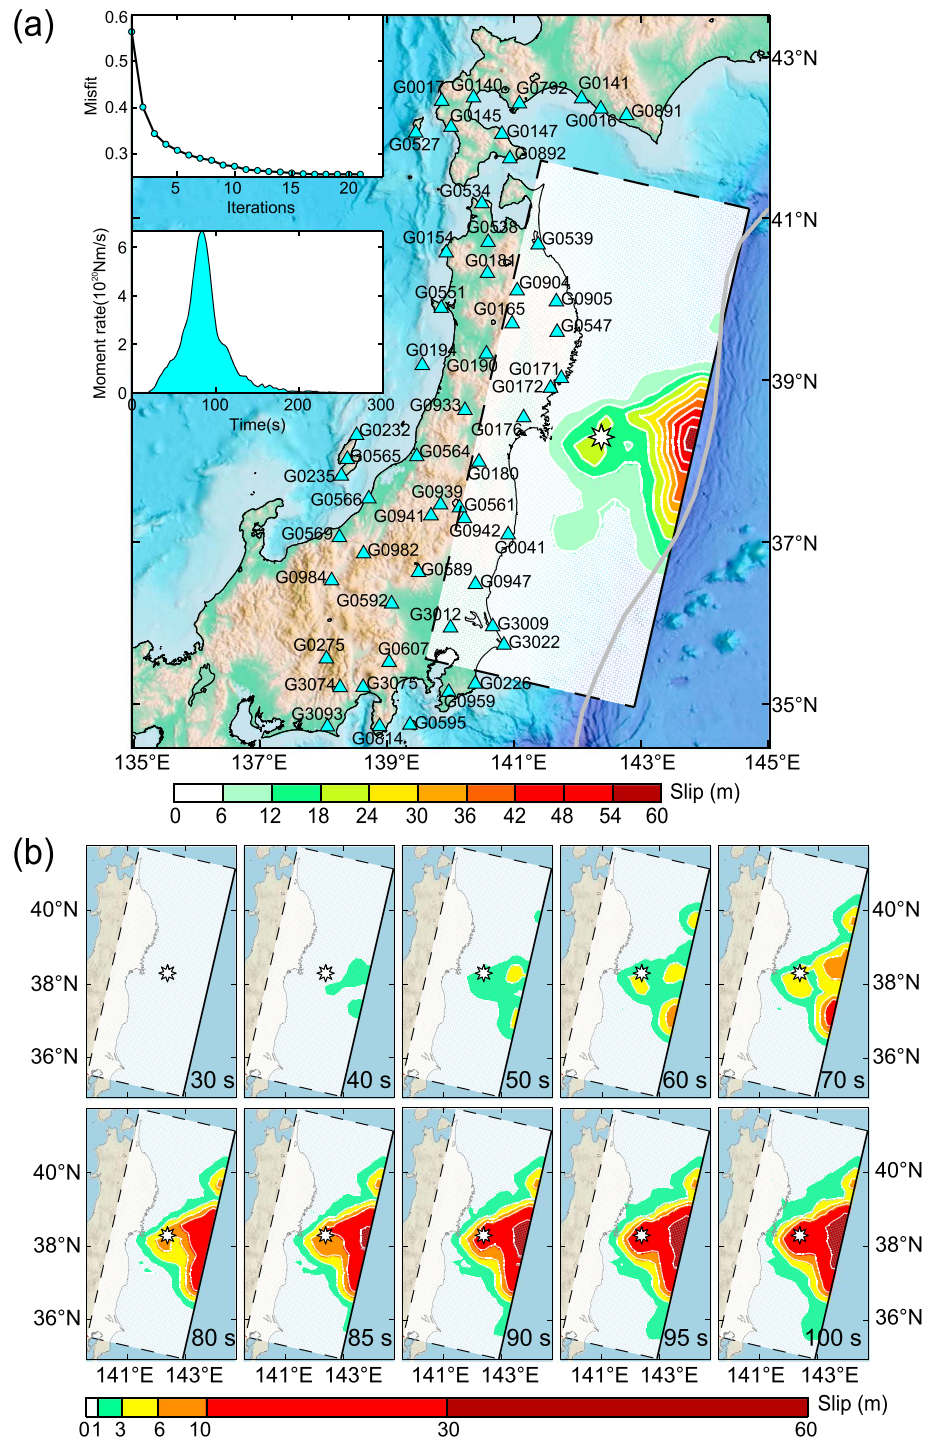 (a)
0.6
0.5
0.4
0.3
Misfit
5 10 15 20
Iterations
6
4
2
0
Moment rate(10²⁰Nm/s)
0 100 200 300
Time(s)
G0017
G0140
G0792
G0141
G0016
G0891
G0145
G0527
G0147
G0892
G0534
G0538
G0539
G0154
G0181
G0904
G0905
G0551
G0165
G0547
G0194
G0190
G0171
G0172
G0933
G0176
G0232
G0565
G0564
G0235
G0180
G0566
G0939
G0561
G0941
G0942
G0569
G0041
G0982
G0589
G0984
G0947
G0592
G3012
G3009
G3022
G0275
G0607
G3074
G3075
G0226
G0959
G3093
G0814
G0595
43°N
41°N
39°N
37°N
35°N
135°E 137°E 139°E 141°E 143°E 145°E
0 6 12 18 24 30 36 42 48 54 60
Slip (m)
(b)
40°N
38°N
36°N
30 s
40 s
50 s
60 s
70 s
40°N
38°N
36°N
40°N
38°N
36°N
80 s
85 s
90 s
95 s
100 s
40°N
38°N
36°N
141°E 143°E
141°E 143°E
141°E 143°E
141°E 143°E
141°E 143°E
0 1 3 6 10 30 60
Slip (m)